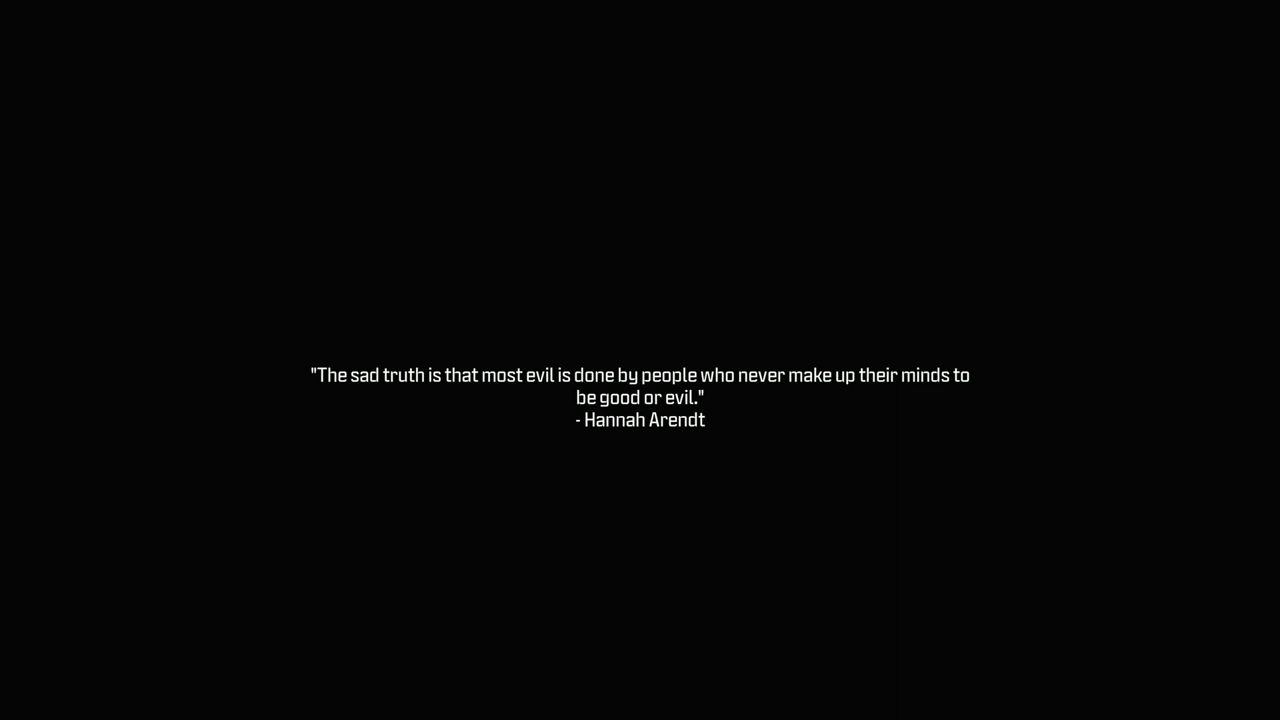 "The sad truth is that most evil is done by people who never make up their minds to
be good or evil."
- Hannah Arendt